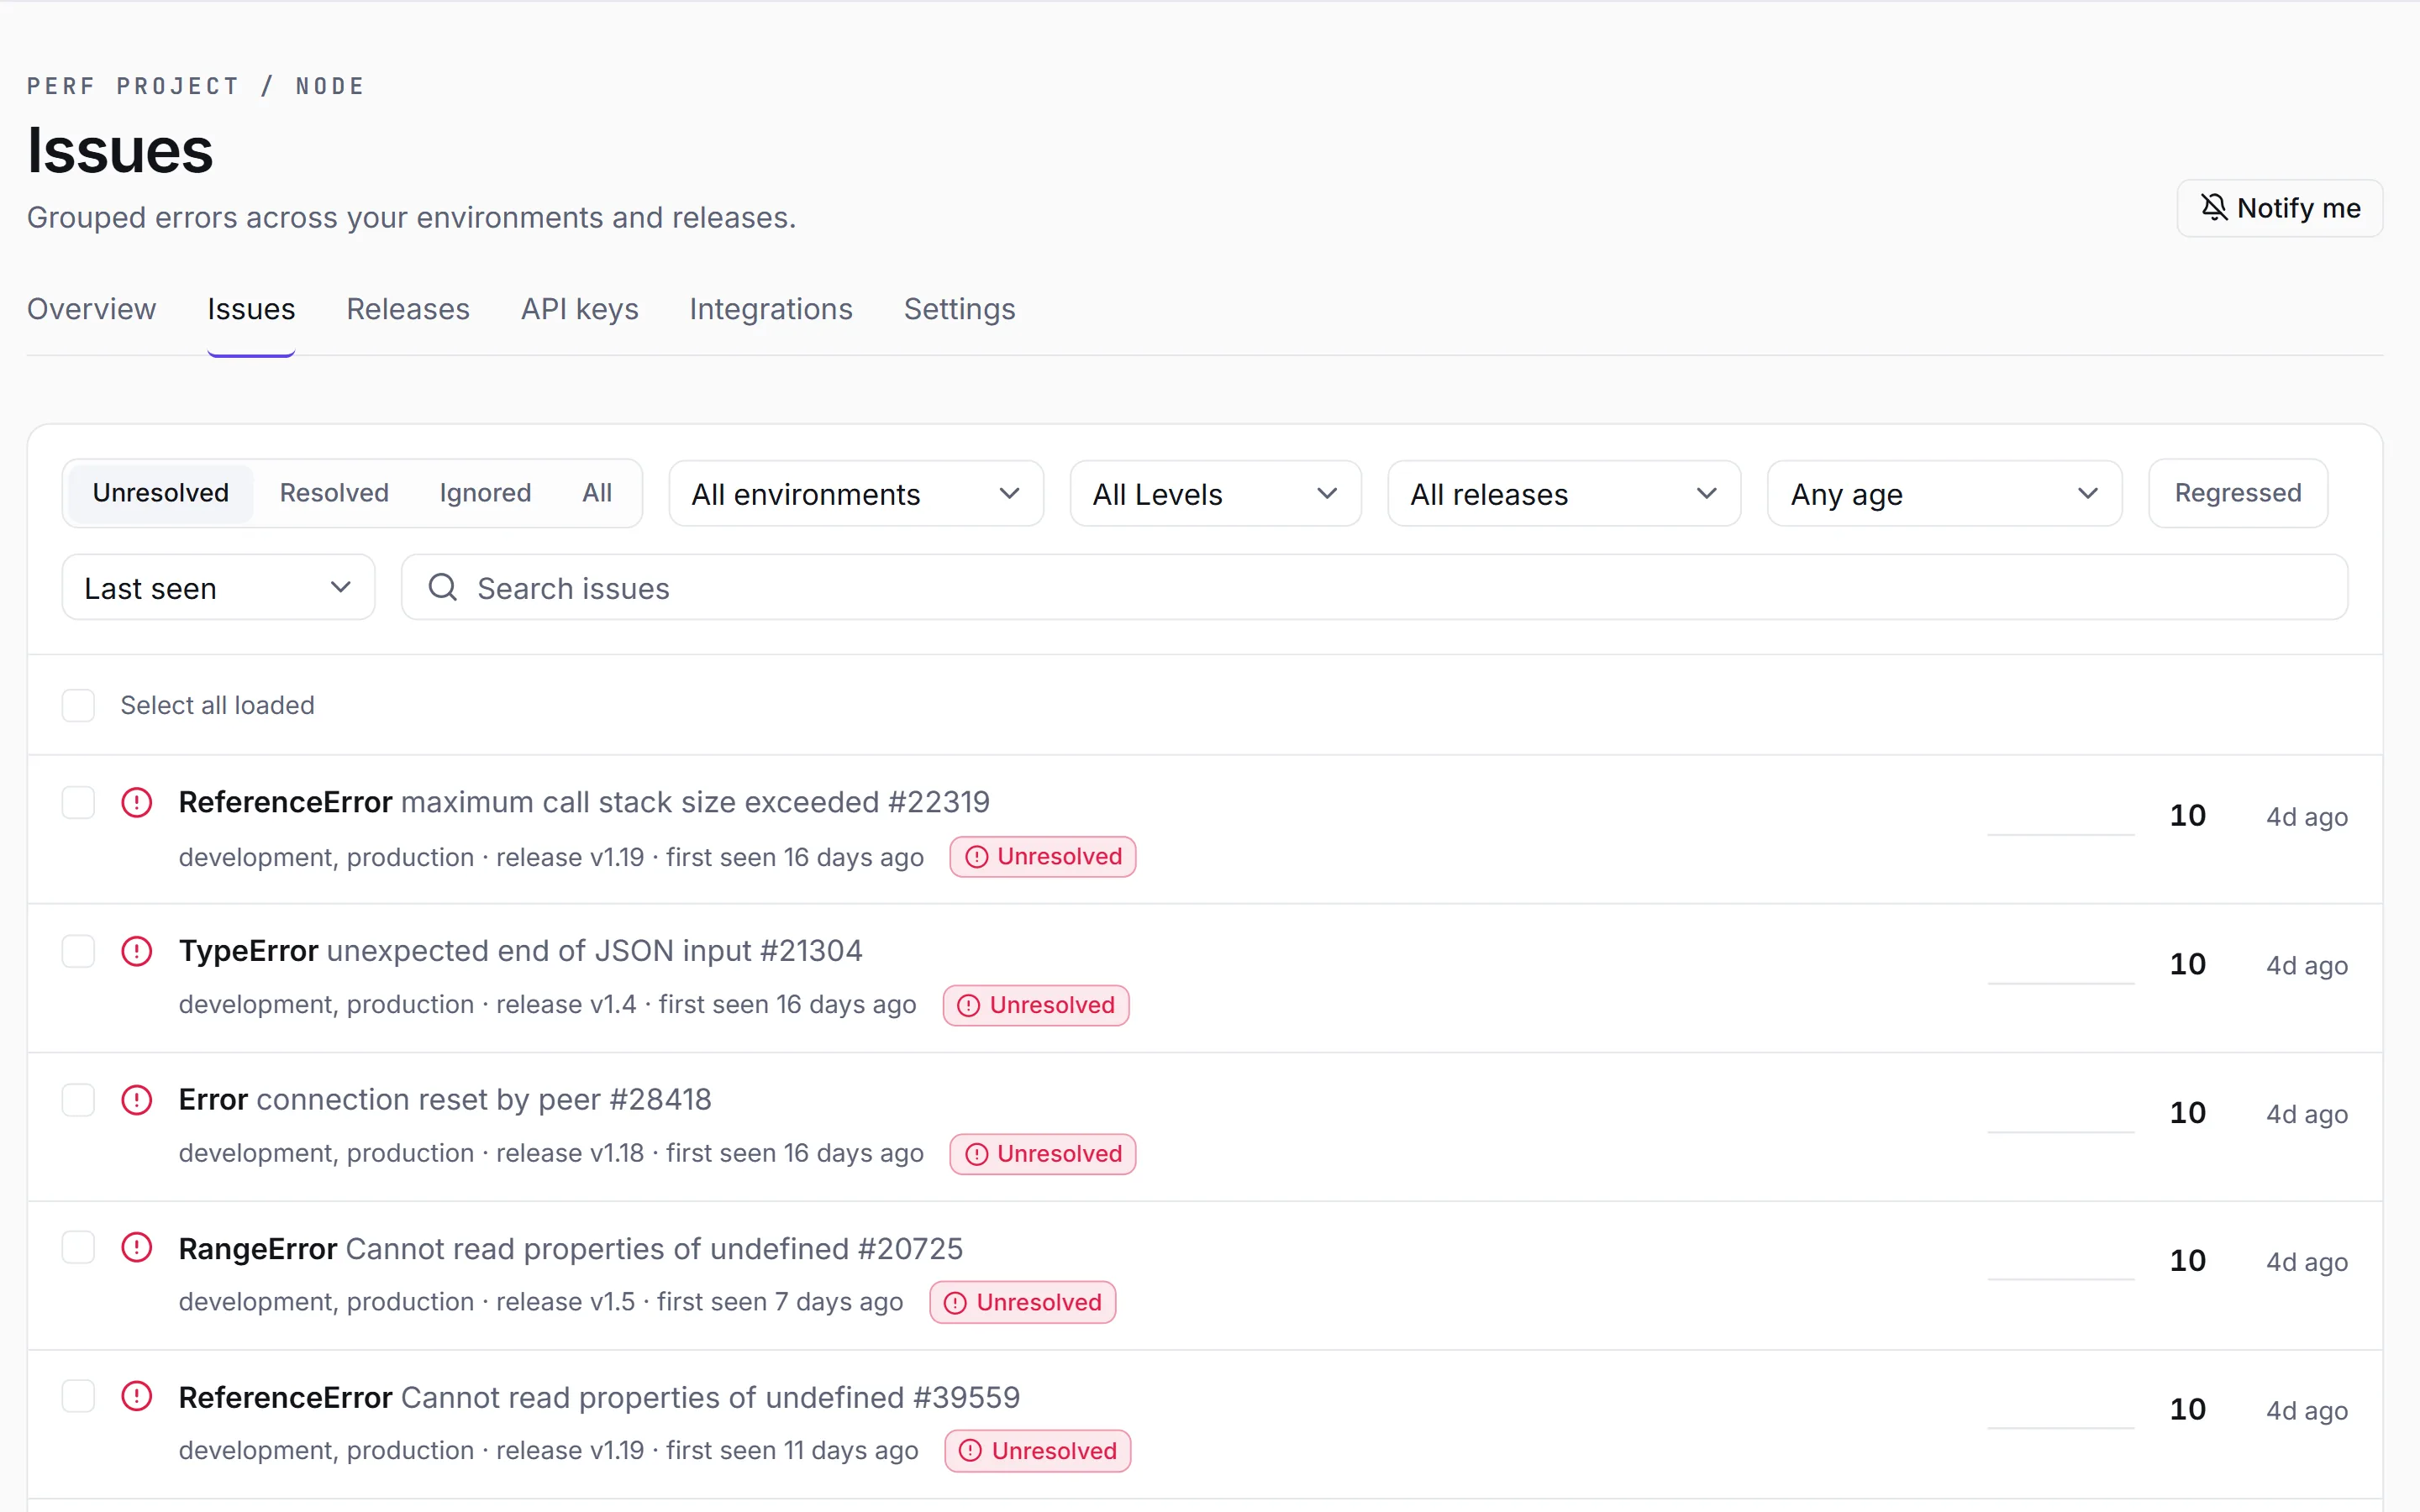 PERF PROJECT / NODE
Issues
Grouped errors across your environments and releases.
Notify me
Overview Issues Releases API keys Integrations Settings
Unresolved Resolved Ignored All All environments All Levels All releases Any age Regressed
Last seen Search issues
Select all loaded
ReferenceError maximum call stack size exceeded #22319 10 4d ago
development, production · release v1.19 · first seen 16 days ago Unresolved
TypeError unexpected end of JSON input #21304 10 4d ago
development, production · release v1.4 · first seen 16 days ago Unresolved
Error connection reset by peer #28418 10 4d ago
development, production · release v1.18 · first seen 16 days ago Unresolved
RangeError Cannot read properties of undefined #20725 10 4d ago
development, production · release v1.5 · first seen 7 days ago Unresolved
ReferenceError Cannot read properties of undefined #39559 10 4d ago
development, production · release v1.19 · first seen 11 days ago Unresolved